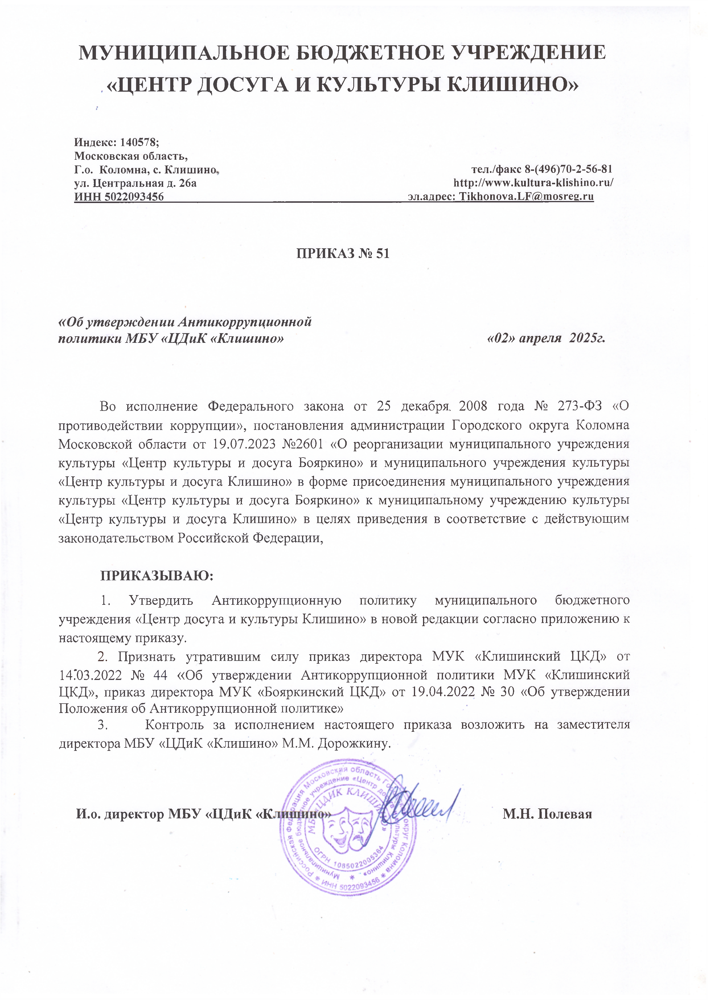 МУНИЦИПАЛЬНОЕ БЮДЖЕТНОЕ УЧРЕЖДЕНИЕ
«ЦЕНТР ДОСУГА И КУЛЬТУРЫ КЛИШИНО»
Индекс: 140578;
Московская область,
Г.о.  Коломна, с. Клишино, тел./факс 8-(496)70-2-56-81
ул. Центральная д. 26а http://www.kultura-klishino.ru/
ИНН 5022093456 эл.адрес: Tikhonova.LF@mosreg.ru
ПРИКАЗ № 51
«Об утверждении Антикоррупционной
политики МБУ «ЦДиК «Клишино» «02» апреля  2025г.
Во исполнение Федерального закона от 25 декабря 2008 года № 273-ФЗ «О
противодействии коррупции», постановления администрации Городского округа Коломна
Московской области от 19.07.2023 №2601 «О реорганизации муниципального учреждения
культуры «Центр культуры и досуга Бояркино» и муниципального учреждения культуры
«Центр культуры и досуга Клишино» в форме присоединения муниципального учреждения
культуры «Центр культуры и досуга Бояркино» к муниципальному учреждению культуры
«Центр культуры и досуга Клишино» в целях приведения в соответствие с действующим
законодательством Российской Федерации,
ПРИКАЗЫВАЮ:
1. Утвердить Антикоррупционную политику муниципального бюджетного
учреждения «Центр досуга и культуры Клишино» в новой редакции согласно приложению к
настоящему приказу.
2. Признать утратившим силу приказ директора МУК «Клишинский ЦКД» от
14.03.2022 № 44 «Об утверждении Антикоррупционной политики МУК «Клишинский
ЦКД», приказ директора МУК «Бояркинский ЦКД» от 19.04.2022 № 30 «Об утверждении
Положения об Антикоррупционной политике»
3. Контроль за исполнением настоящего приказа возложить на заместителя
директора МБУ «ЦДиК «Клишино» М.М. Дорожкину.
И.о. директор МБУ «ЦДиК «Клишино» М.Н. Полевая
Российская Федерация Московская область Городской округ Коломна * ИНН 5022093456 *
Муниципальное бюджетное учреждение «Центр досуга и культуры Клишино» *
МБУ «ЦДИК КЛИШИНО»
ОГРН 1085022005364